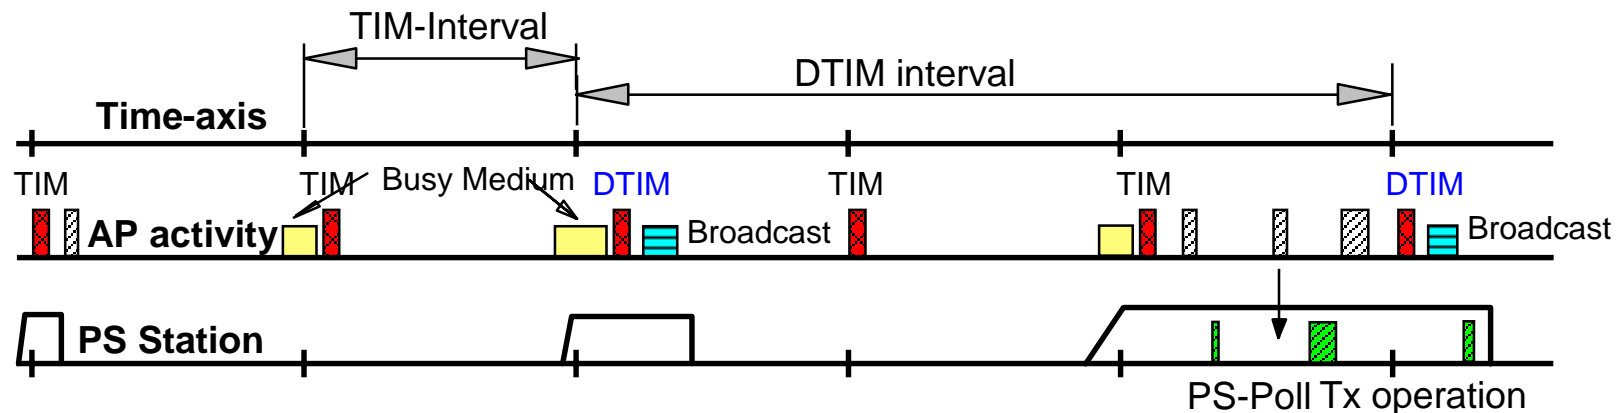 TIM-Interval
DTIM interval
Time-axis
TIM
TIM
Busy Medium
DTIM
TIM
TIM
DTIM
AP activity
Broadcast
Broadcast
PS Station
PS-Poll Tx operation